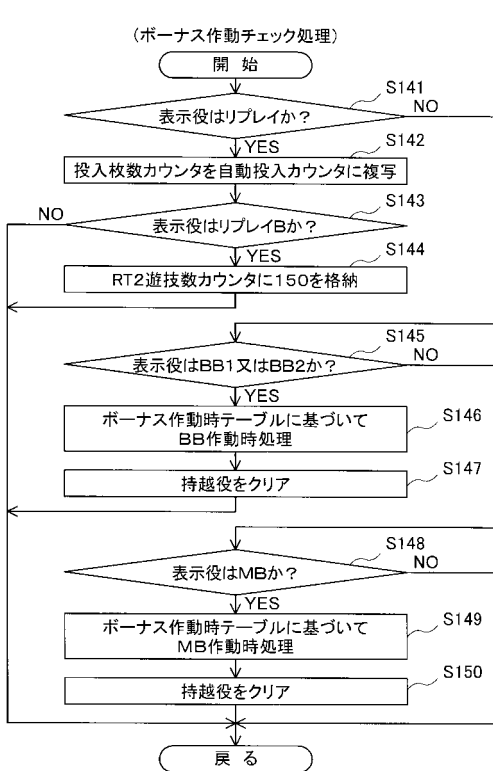 (ボーナス作動チェック処理)
開 始
S141
表示役はリプレイか?
NO
YES
S142
投入枚数カウンタを自動投入カウンタに複写
S143
NO
表示役はリプレイBか?
YES
S144
RT2遊技数カウンタに150を格納
S145
表示役はBB1又はBB2か?
NO
YES
S146
ボーナス作動時テーブルに基づいて
BB作動時処理
S147
持越役をクリア
S148
表示役はMBか?
NO
YES
S149
ボーナス作動時テーブルに基づいて
MB作動時処理
S150
持越役をクリア
戻 る